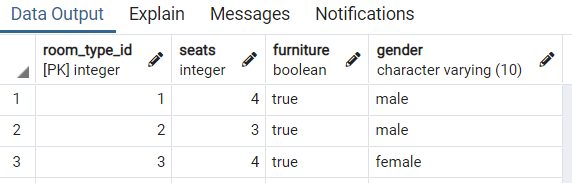 Data Output Explain Messages Notifications
room_type_id seats furniture gender
[PK] integer integer boolean character varying (10)
1 1 4 true male
2 2 3 true male
3 3 4 true female